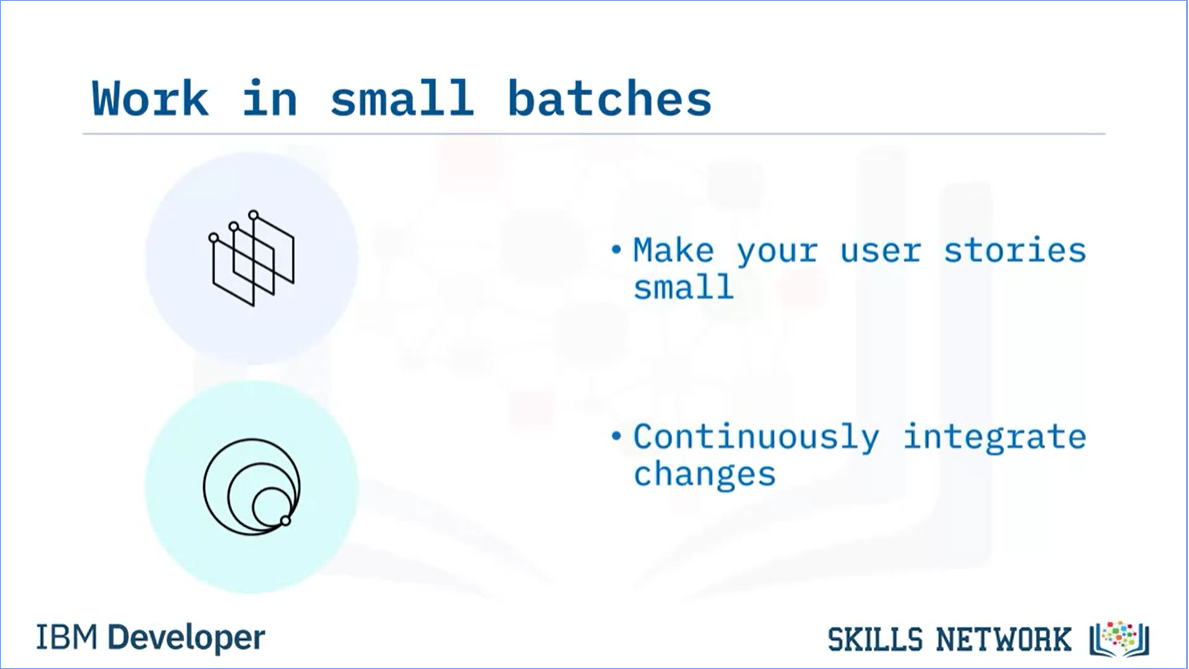 Work in small batches
• Make your user stories
small
• Continuously integrate
changes
IBM Developer
SKILLS NETWORK